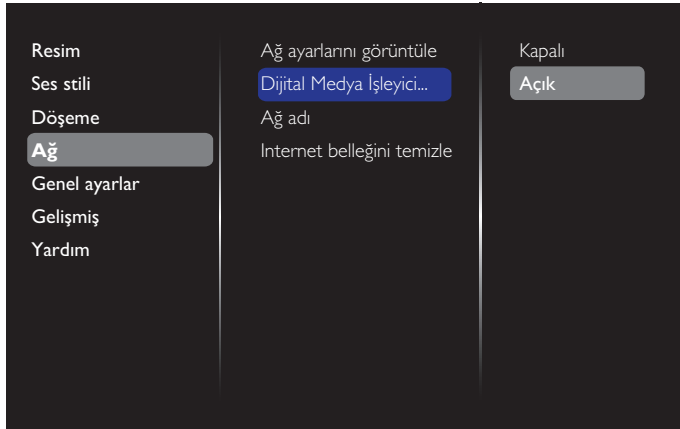 Resim
Ses stili
Döşeme
Ağ
Genel ayarlar
Gelişmiş
Yardım
Ağ ayarlarını görüntüle
Dijital Medya İşleyici...
Ağ adı
Internet belleğini temizle
Kapalı
Açık